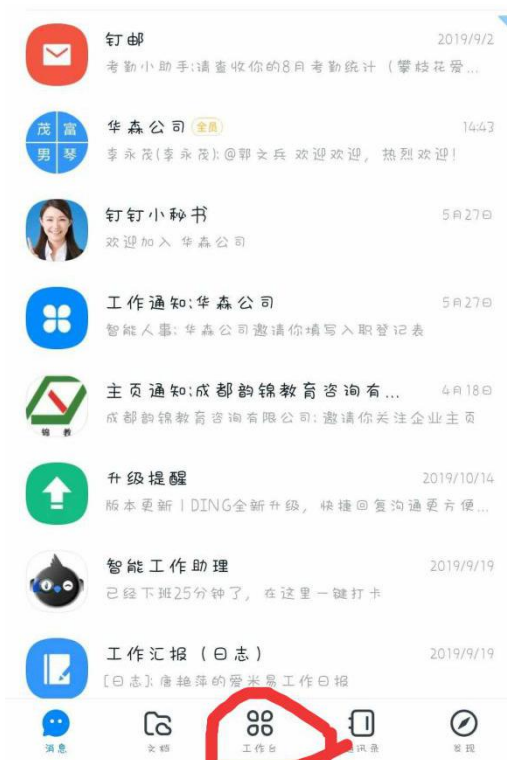 钉邮 2019/9/2
考勤小助手:请查收你的8月考勤统计（攀枝花爱...
茂 富
男 琴
华森公司 全员 14:43
李永茂(李永茂):@郭文兵 欢迎欢迎，热烈欢迎!
钉钉小秘书 5月27日
欢迎加入 华森公司
工作通知:华森公司 5月27日
智能人事: 华森公司邀请你填写入职登记表
主页通知:成都韵锦教育咨询有... 4月18日
成都韵锦教育咨询有限公司: 邀请你关注企业主页
锦 教
升级提醒 2019/10/14
版本更新丨DING全新升级，快捷回复沟通更方便...
智能工作助理 2019/9/19
已经下班25分钟了，在这里一键打卡
工作汇报（日志） 2019/9/19
[日志]: 唐艳萍的爱米易工作日报
消息 文档 工作台 讯录 发现